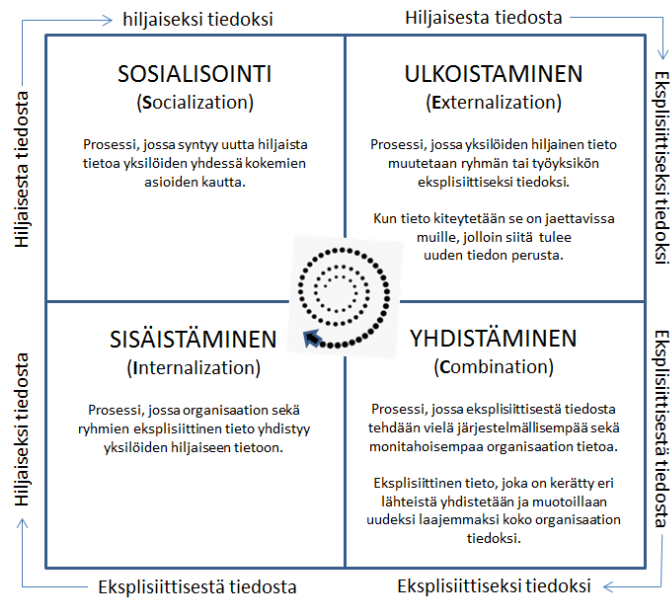 hiljaiseksi tiedoksi
Hiljaisesta tiedosta
Hiljaisesta tiedosta
Eksplisiittiseksi tiedoksi
SOSIALISOINTI
(Socialization)
Prosessi, jossa syntyy uutta hiljaista
tietoa yksilöiden yhdessä kokemien
asioiden kautta.
ULKOISTAMINEN
(Externalization)
Prosessi, jossa yksilöiden hiljainen tieto
muutetaan ryhmän tai työyksikön
eksplisiittiseksi tiedoksi.
Kun tieto kiteytetään se on jaettavissa
muille, jolloin siitä tulee
uuden tiedon perusta.
SISÄISTÄMINEN
(Internalization)
Prosessi, jossa organisaation sekä
ryhmien eksplisiittinen tieto yhdistyy
yksilöiden hiljaiseen tietoon.
YHDISTÄMINEN
(Combination)
Prosessi, jossa eksplisiittisestä tiedosta
tehdään vielä järjestelmällisempää sekä
monitahoisempaa organisaation tietoa.
Eksplisiittinen tieto, joka on kerätty eri
lähteistä yhdistetään ja muotoillaan
uudeksi laajemmaksi koko organisaation
tiedoksi.
Hiljaiseksi tiedoksi
Eksplisiittisestä tiedosta
Eksplisiittisestä tiedosta
Eksplisiittiseksi tiedoksi